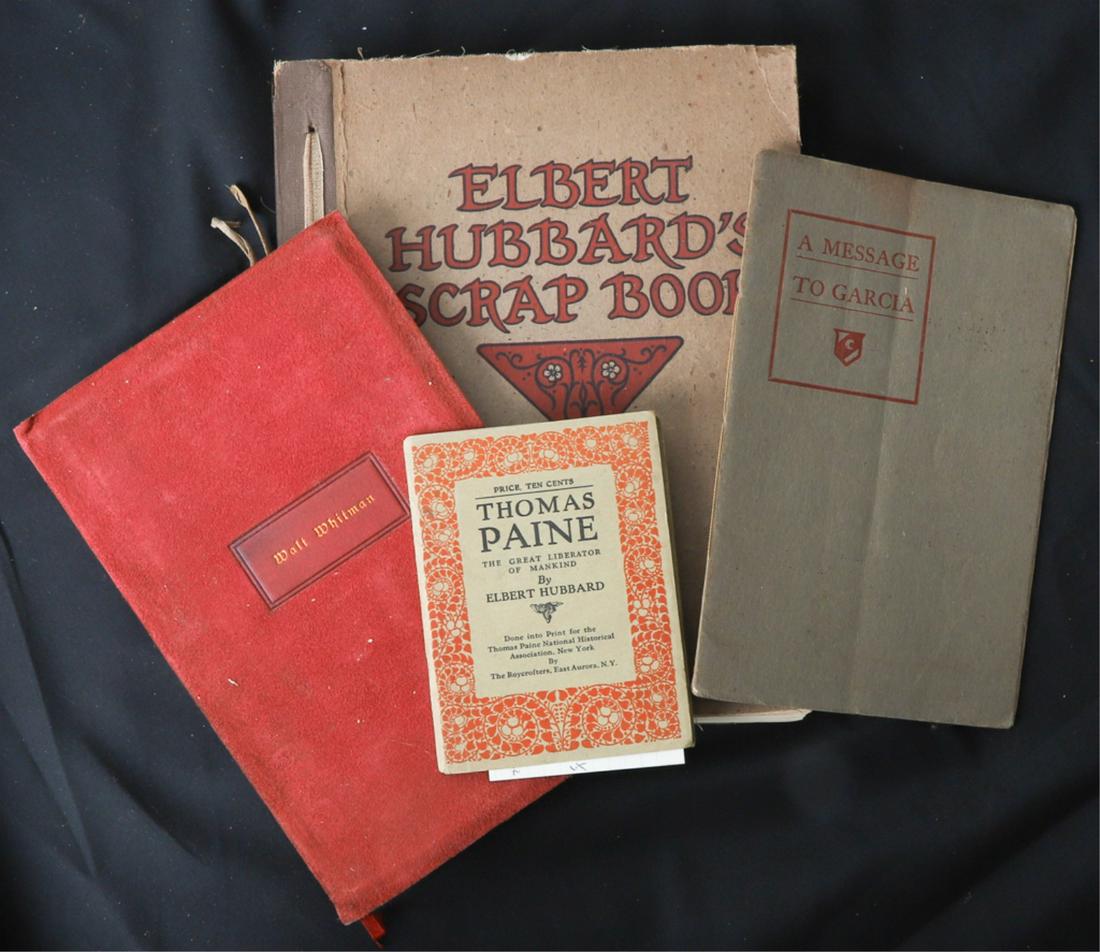 ELBERT
HUBBARD'S
SCRAP BOOK
A MESSAGE
TO GARCIA
Walt Whitman
PRICE, TEN CENTS
THOMAS
PAINE
THE GREAT LIBERATOR
OF MANKIND
By
ELBERT HUBBARD
Done into Print for the
Thomas Paine National Historical
Association, New York
By
The Roycrofters, East Aurora, N.Y.